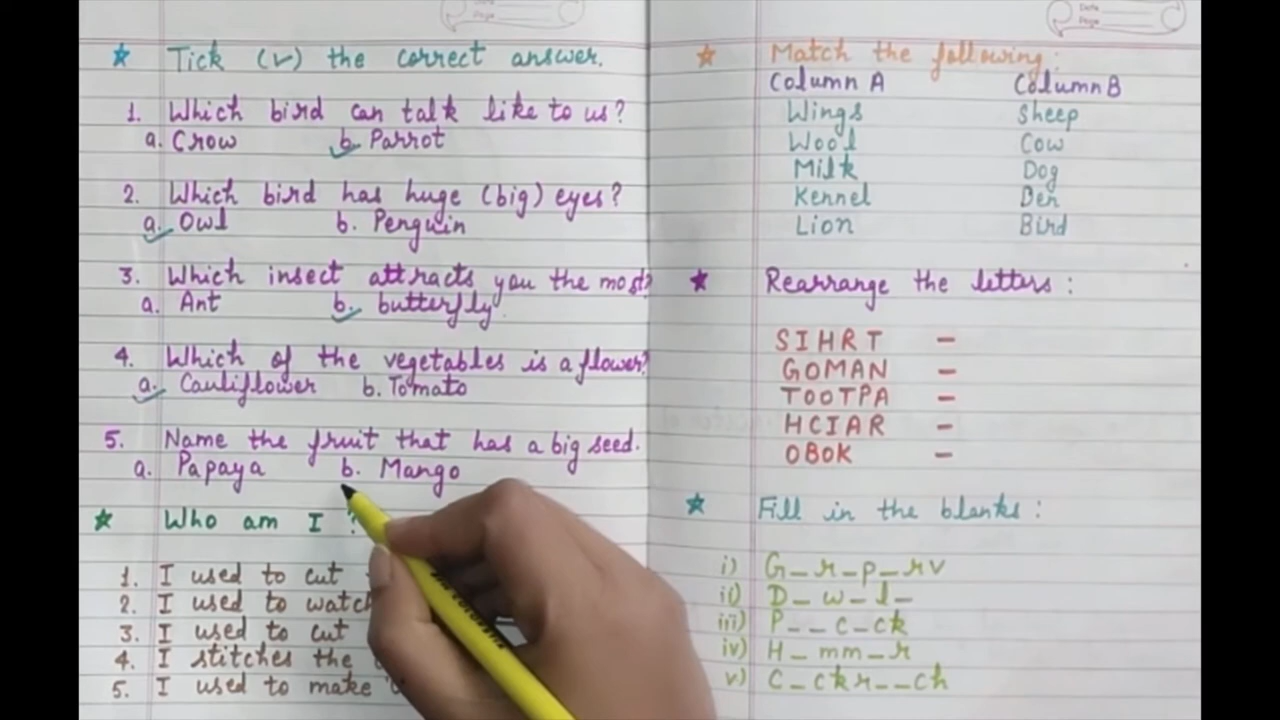 Tick (✓) the correct answer.
1. Which bird can talk like to us?
a. Crow b. Parrot
2. Which bird has huge (big) eyes?
a. Owl b. Penguin
3. Which insect attracts you the most?
a. Ant b. butterfly
4. Which of the vegetables is a flower?
a. Cauliflower b. Tomato
5. Name the fruit that has a big seed.
a. Papaya b. Mango
Who am I ?
1. I used to cut
2. I used to watch
3. I used to cut
4. I stitches the
5. I used to make
Date
Page
Match the following:
Column A Column B
Wings Sheep
Wool Cow
Milk Dog
Kennel Den
Lion Bird
Rearrange the letters:
SIHRT –
GOMAN –
TOOTPA –
HCIAR –
OBOK –
Fill in the blanks:
i) G_r_p_rv
ii) D_w_l_
iii) P__c_ck
iv) H_mm_r
v) C_ckr__ch